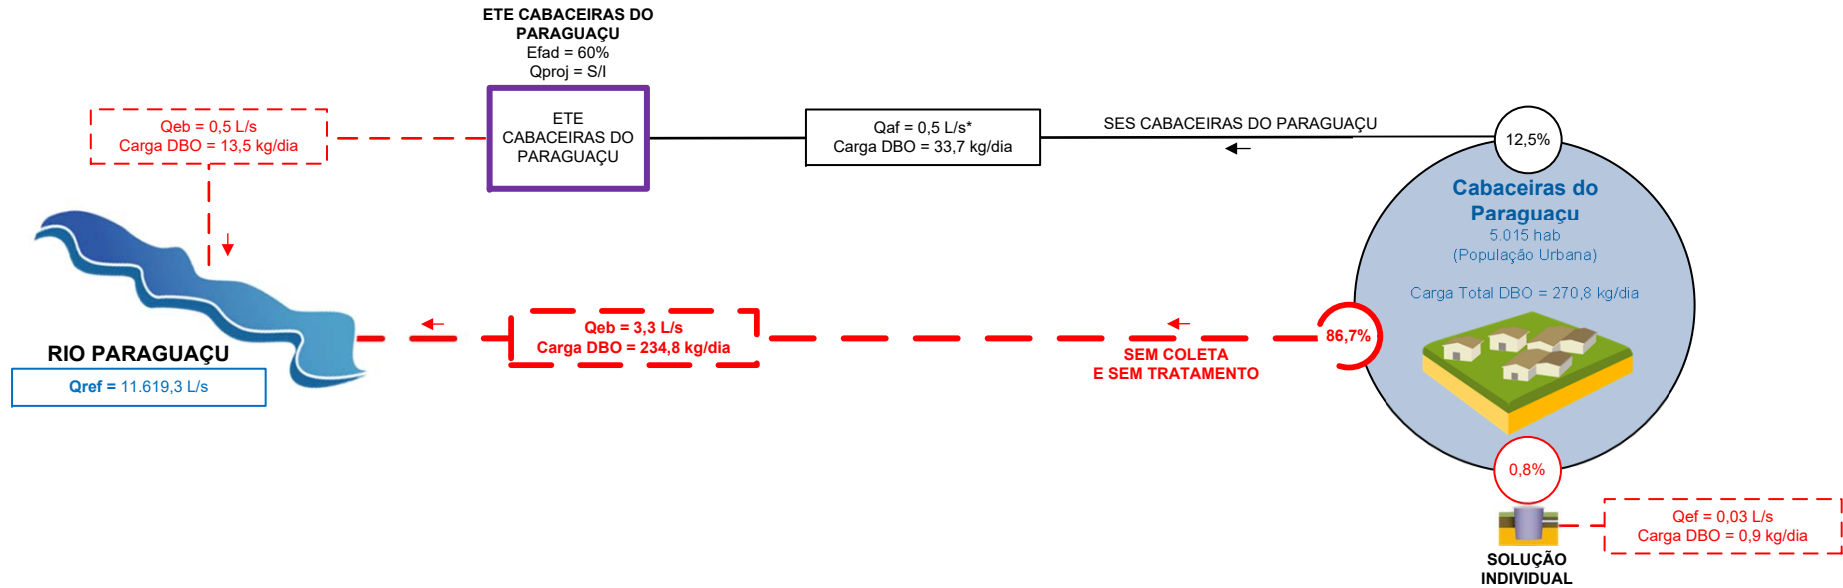 ETE CABACEIRAS DO
PARAGUAÇU
Efad = 60%
Qproj = S/I
ETE
CABACEIRAS DO
PARAGUAÇU
Qeb = 0,5 L/s
Carga DBO = 13,5 kg/dia
Qaf = 0,5 L/s*
Carga DBO = 33,7 kg/dia
SES CABACEIRAS DO PARAGUAÇU
12,5%
Cabaceiras do
Paraguaçu
5.015 hab
(População Urbana)
Carga Total DBO = 270,8 kg/dia
86,7%
SEM COLETA
E SEM TRATAMENTO
Qeb = 3,3 L/s
Carga DBO = 234,8 kg/dia
RIO PARAGUAÇU
Qref = 11.619,3 L/s
0,8%
SOLUÇÃO
INDIVIDUAL
Qef = 0,03 L/s
Carga DBO = 0,9 kg/dia